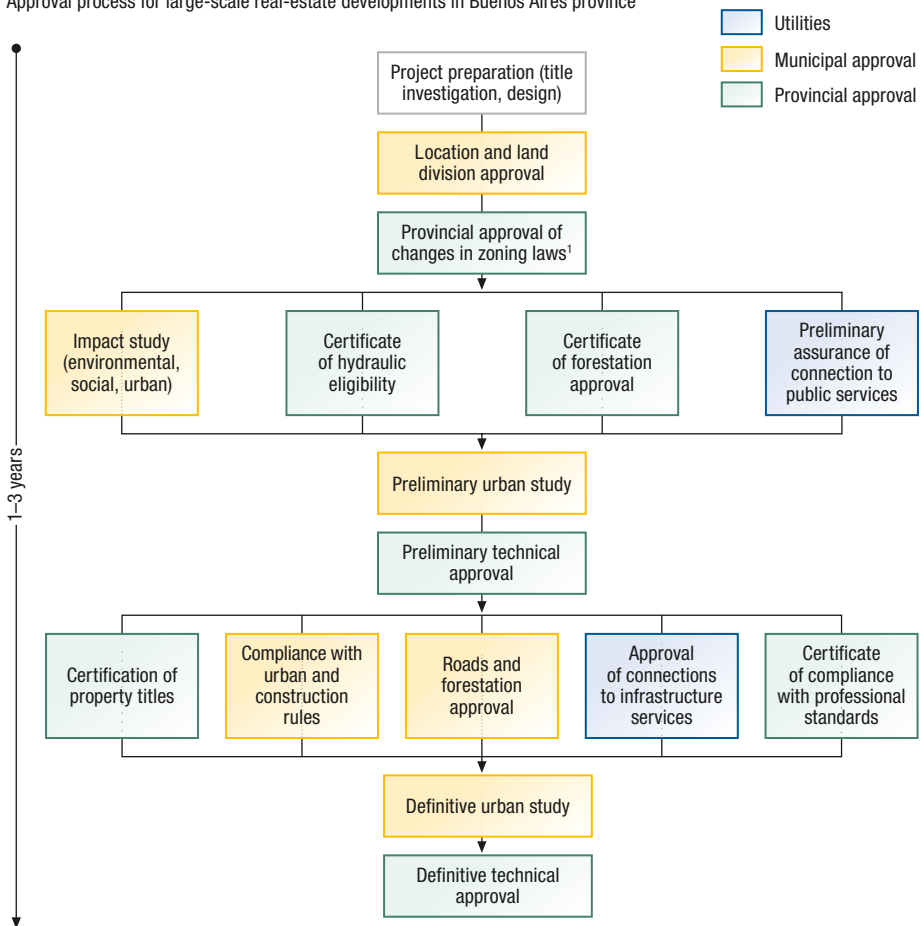 Approval process for large-scale real-estate developments in Buenos Aires province
Utilities
Municipal approval
Provincial approval
Project preparation (title
investigation, design)
Location and land
division approval
Provincial approval of
changes in zoning laws¹
Impact study
(environmental,
social, urban)
Certificate
of hydraulic
eligibility
Certificate
of forestation
approval
Preliminary
assurance of
connection to
public services
1–3 years
Preliminary urban study
Preliminary technical
approval
Certification of
property titles
Compliance with
urban and
construction
rules
Roads and
forestation
approval
Approval
of connections
to infrastructure
services
Certificate
of compliance
with professional
standards
Definitive urban study
Definitive technical
approval